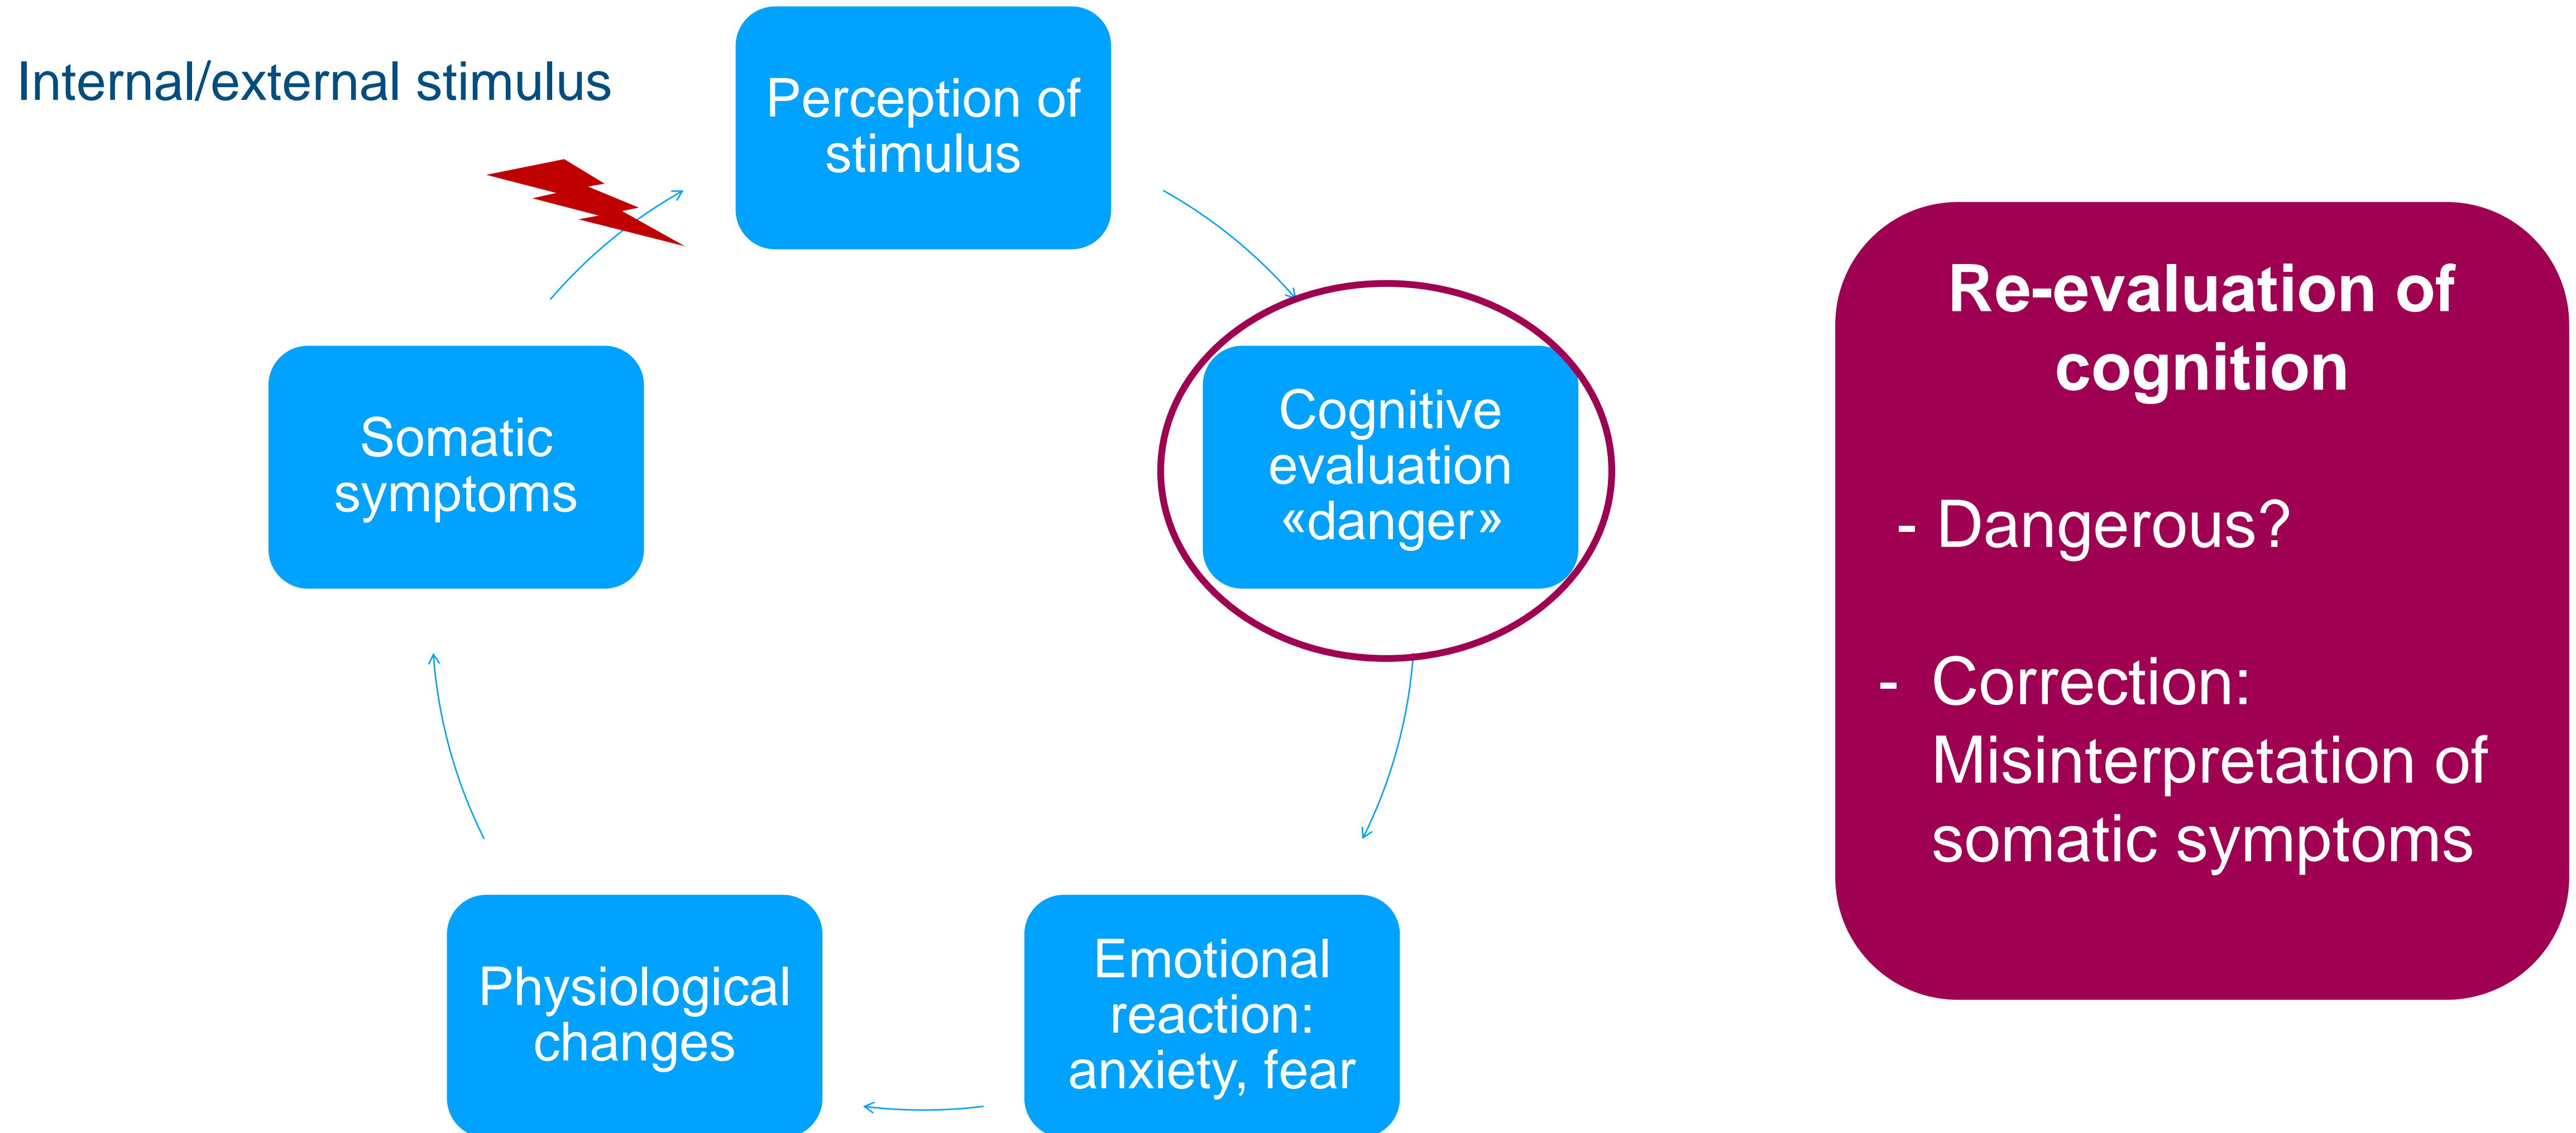 Internal/external stimulus
Perception of
stimulus
Cognitive
evaluation
«danger»
Emotional
reaction:
anxiety, fear
Physiological
changes
Somatic
symptoms
Re-evaluation of
cognition
- Dangerous?
- Correction:
Misinterpretation of
somatic symptoms